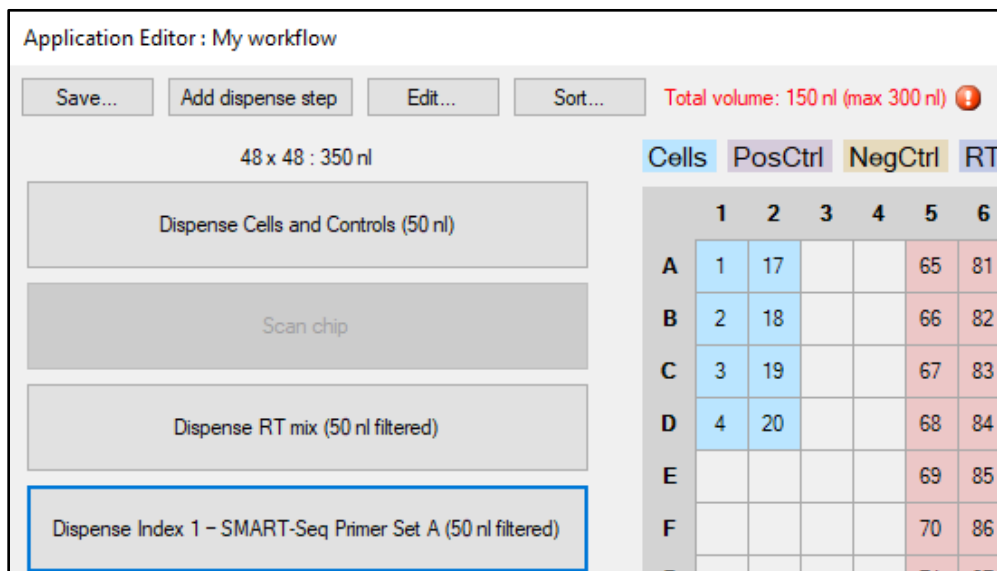 Application Editor : My workflow
Save... Add dispense step Edit... Sort... Total volume: 150 nl (max 300 nl)
48 x 48 : 350 nl
Dispense Cells and Controls (50 nl)
Scan chip
Dispense RT mix (50 nl filtered)
Dispense Index 1 – SMART-Seq Primer Set A (50 nl filtered)
Cells PosCtrl NegCtrl RT
1 2 3 4 5 6
A 1 17 65 81
B 2 18 66 82
C 3 19 67 83
D 4 20 68 84
E 69 85
F 70 86